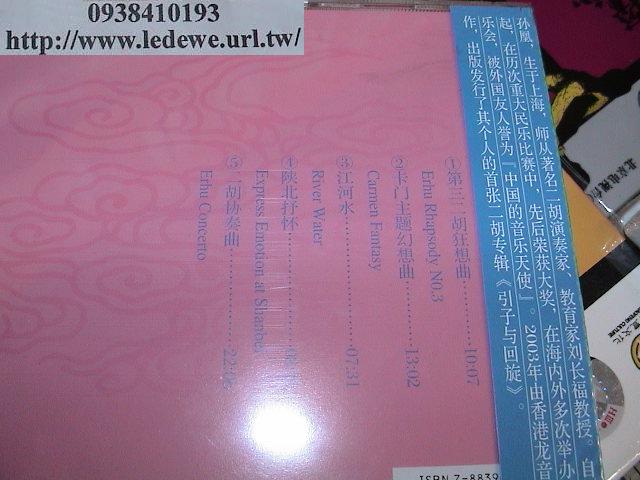 0938410193
http://www.ledewe.url.tw/
孙凰，生于上海，师从著名二胡演奏家、教育家刘长福教授。自
起，在历次重大民乐比赛中，先后荣获大奖，在海内外多次举办
乐会，被外国友人誉为『中国的音乐天使』。2003年由香港龙音
作，出版发行了其个人的首张二胡专辑《引子与回旋》。
①第三二胡狂想曲 10:07
Erhu Rhapsody N0.3
②卡门主题幻想曲 13:02
Carmen Fantasy
③江河水 07:31
River Water
④陕北抒怀
Express Emotion at Shanbei
⑤二胡协奏曲 22:06
Erhu Concerto
ISBN 7-8839